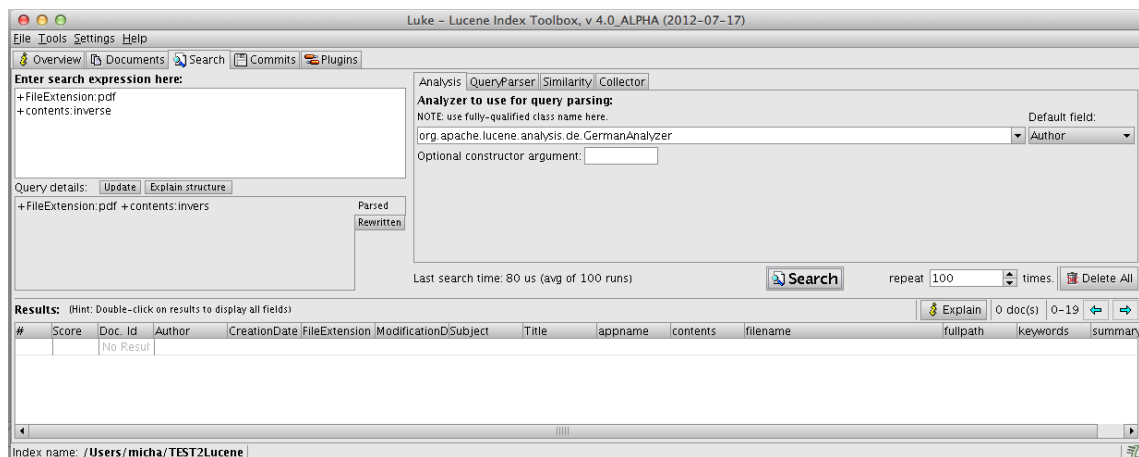 Luke - Lucene Index Toolbox, v 4.0_ALPHA (2012-07-17)
File Tools Settings Help
Overview Documents Search Commits Plugins
Enter search expression here:
+FileExtension:pdf
+contents:inverse
Query details: Update Explain structure
+FileExtension:pdf +contents:invers
Parsed
Rewritten
Analysis QueryParser Similarity Collector
Analyzer to use for query parsing:
NOTE: use fully-qualified class name here.
Default field:
org.apache.lucene.analysis.de.GermanAnalyzer
Author
Optional constructor argument:
Last search time: 80 us (avg of 100 runs)
Search
repeat 100 times.
Delete All
Results: (Hint: Double-click on results to display all fields)
Explain 0 doc(s) 0-19
# Score Doc. Id Author CreationDate FileExtension ModificationD Subject Title appname contents filename fullpath keywords summary
No Resul
Index name: /Users/micha/TEST2Lucene